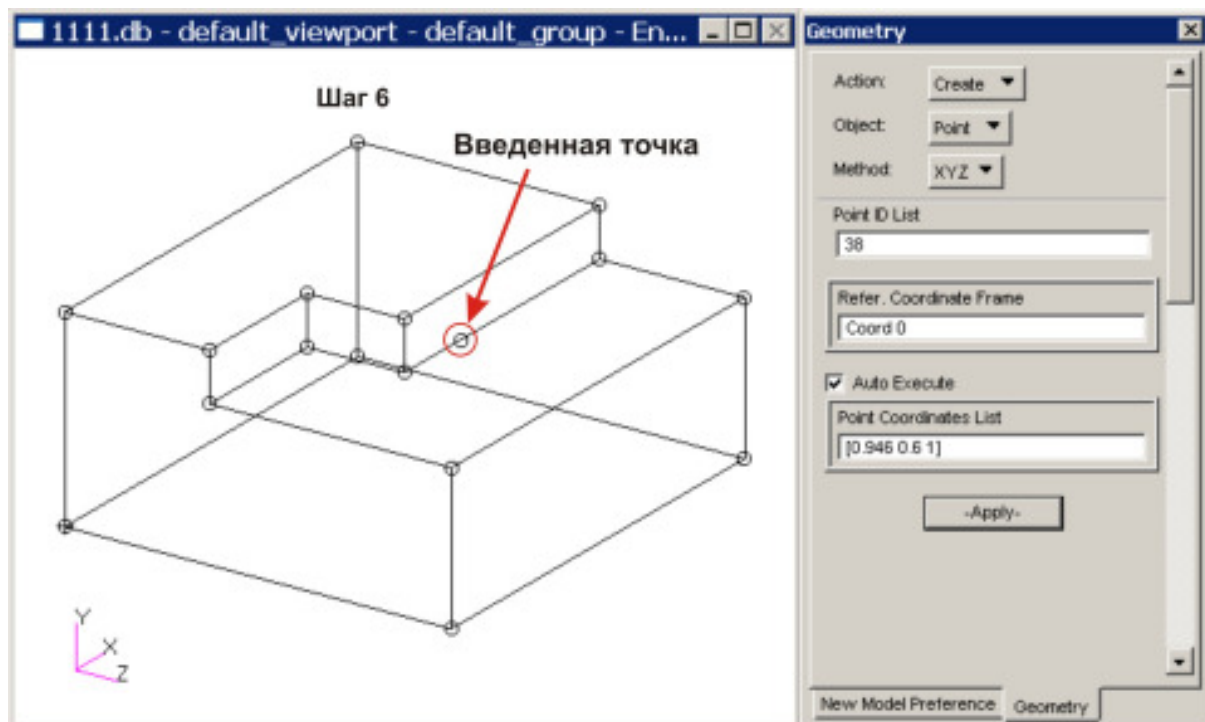 1111.db - default_viewport - default_group - En...
Шаг 6
Введенная точка
Y
X
Z
Geometry
Action: Create
Object: Point
Method: XYZ
Point ID List
38
Refer. Coordinate Frame
Coord 0
Auto Execute
Point Coordinates List
[0.946 0.6 1]
-Apply-
New Model Preference Geometry